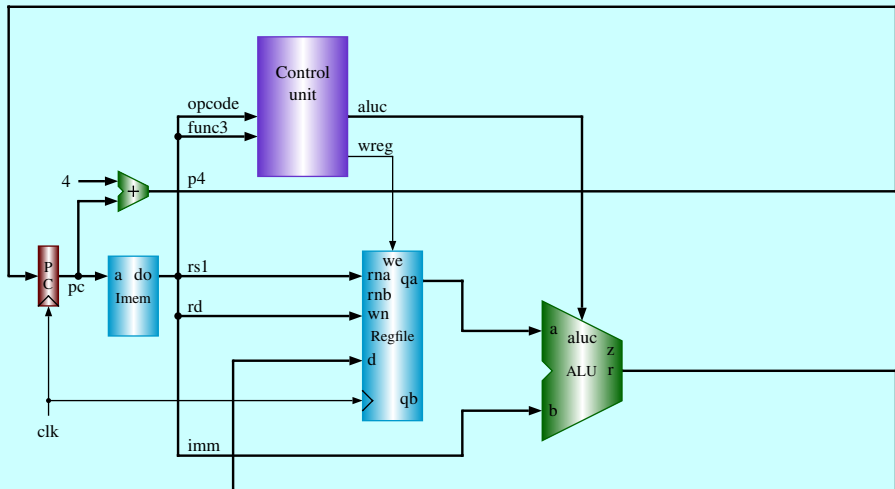 Control
unit
opcode
func3
aluc
wreg
4
+
p4
P
C
pc
a do
Imem
rs1
rd
imm
we
rna
qa
rnb
wn
Regfile
d
qb
clk
a
aluc
z
ALU
r
b